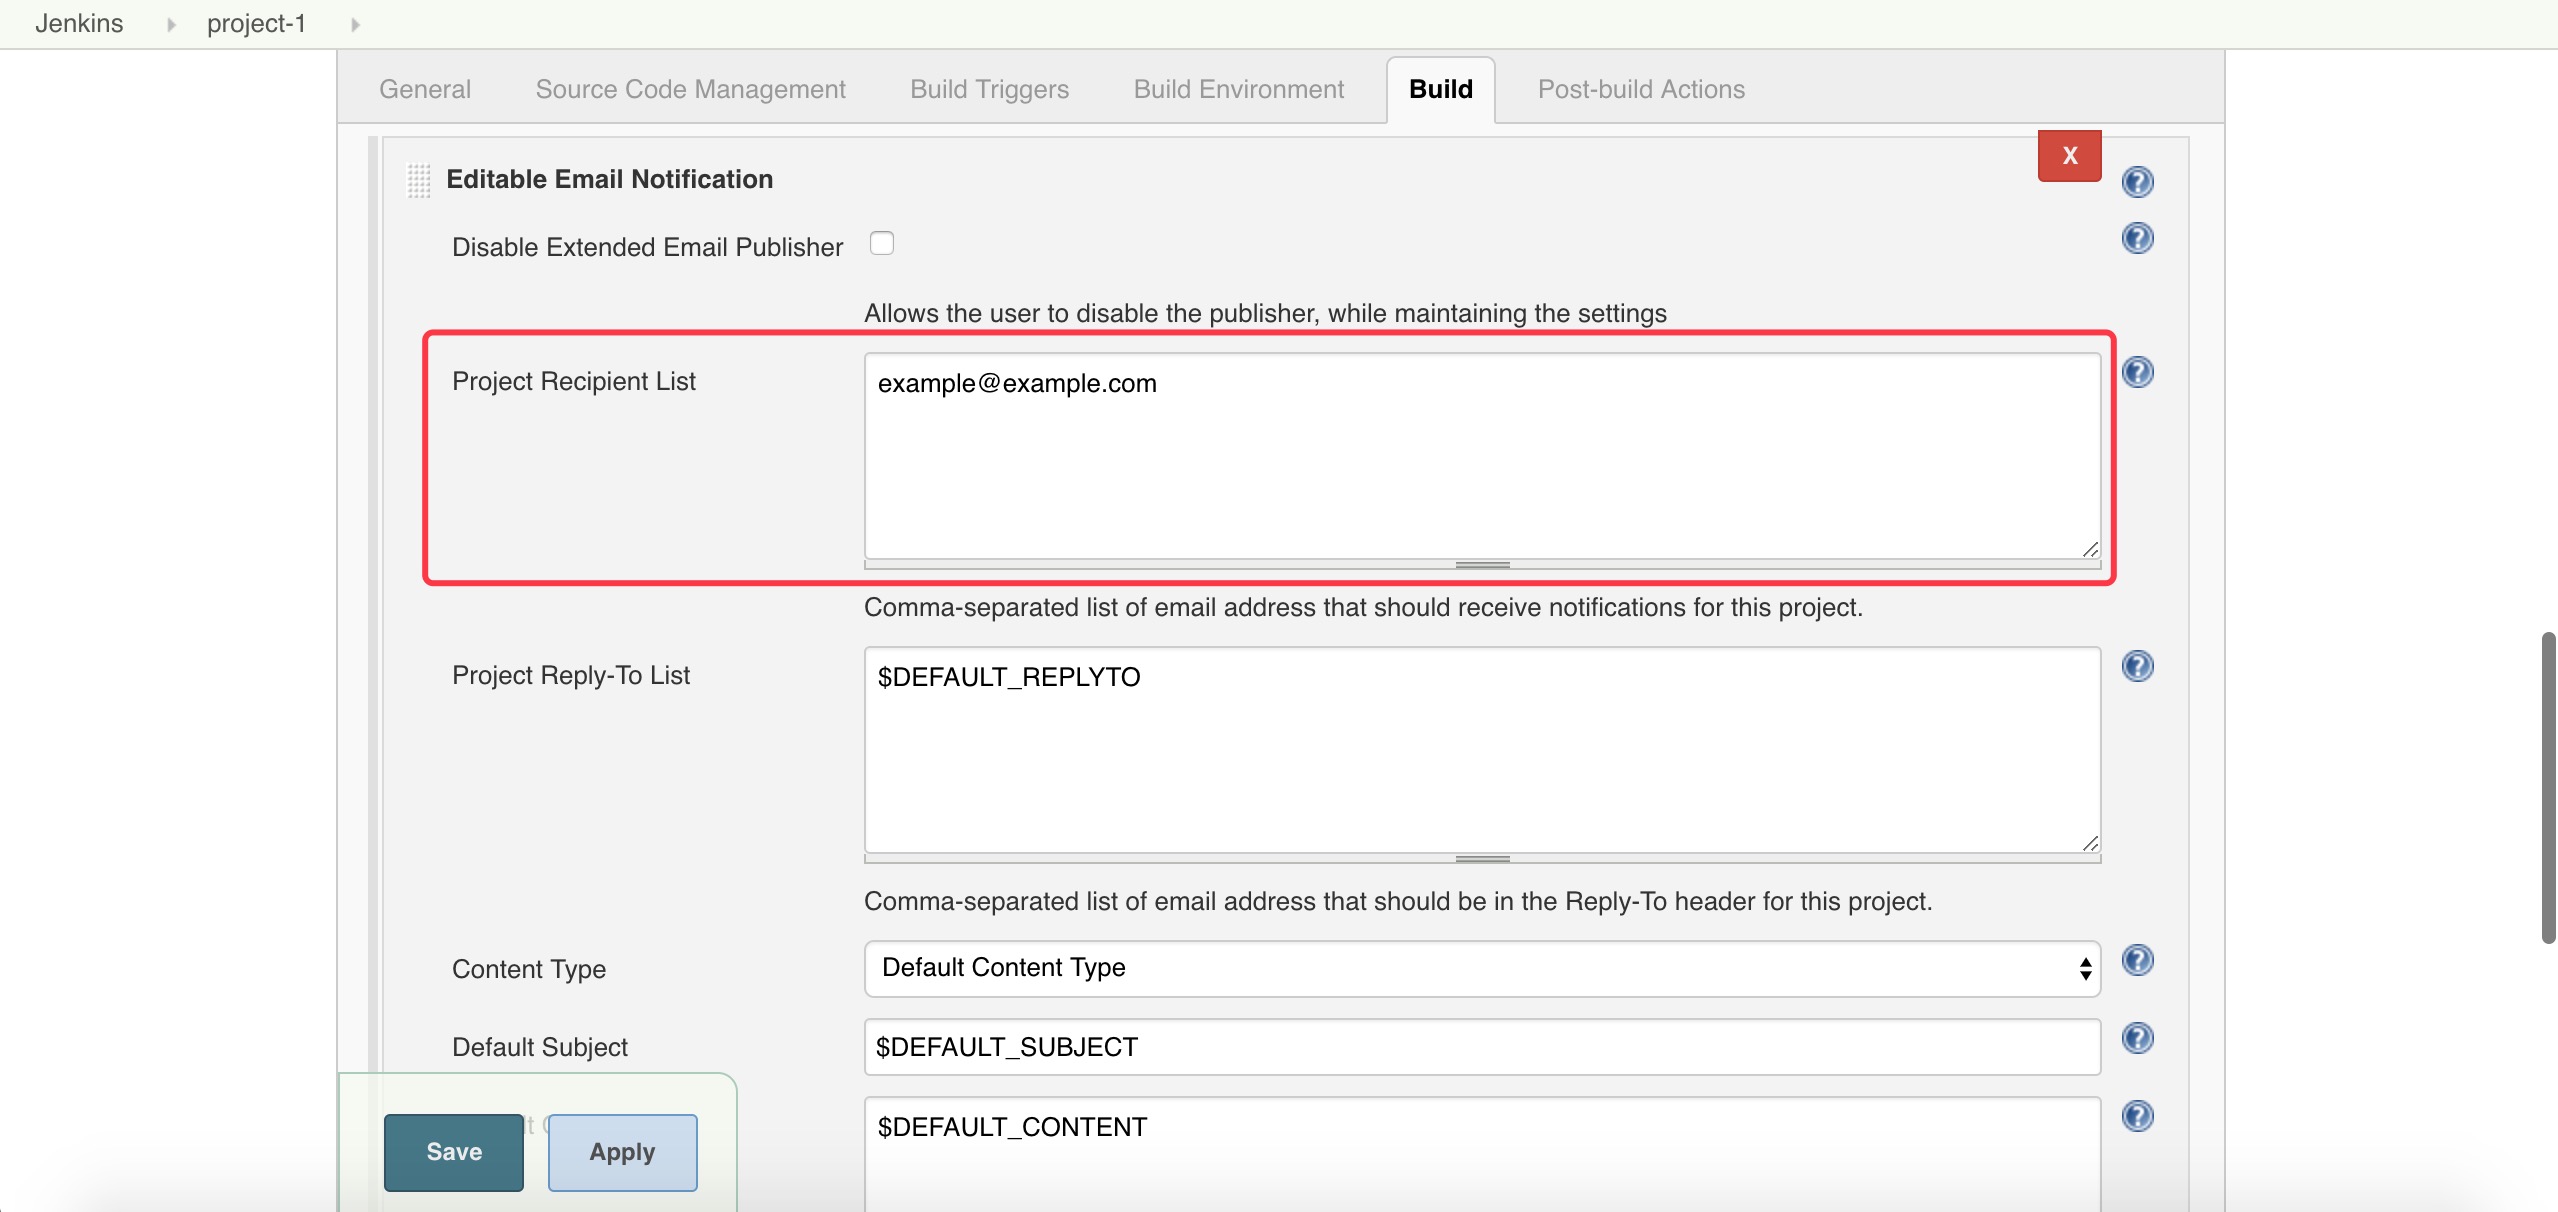 Jenkins project-1
General Source Code Management Build Triggers Build Environment Build Post-build Actions
X
Editable Email Notification
Disable Extended Email Publisher
Allows the user to disable the publisher, while maintaining the settings
Project Recipient List
example@example.com
Comma-separated list of email address that should receive notifications for this project.
Project Reply-To List
$DEFAULT_REPLYTO
Comma-separated list of email address that should be in the Reply-To header for this project.
Content Type
Default Content Type
Default Subject
$DEFAULT_SUBJECT
$DEFAULT_CONTENT
Save Apply